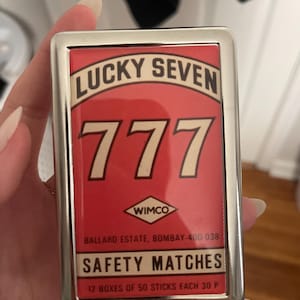 LUCKY SEVEN
777
WIMCO
BALLARD ESTATE, BOMBAY-400 038
SAFETY MATCHES
12 BOXES OF 50 STICKS EACH 30 P